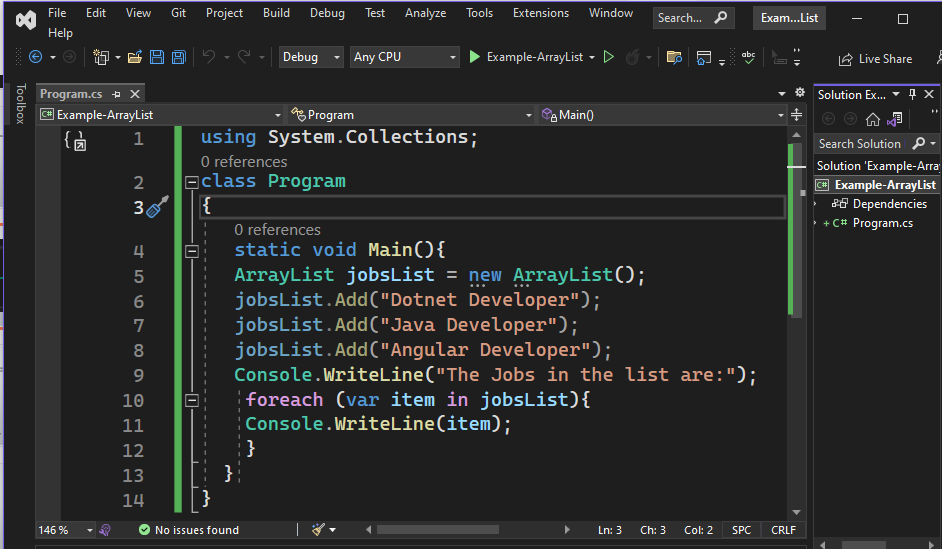 File Edit View Git Project Build Debug Test Analyze Tools Extensions Window Search... Exam...List
Help
Debug Any CPU Example-ArrayList abc Live Share
Toolbox
Program.cs
Example-ArrayList Program Main()
1 using System.Collections;
0 references
2 class Program
3 {
0 references
4 static void Main(){
5 ArrayList jobsList = new ArrayList();
6 jobsList.Add("Dotnet Developer");
7 jobsList.Add("Java Developer");
8 jobsList.Add("Angular Developer");
9 Console.WriteLine("The Jobs in the list are:");
10 foreach (var item in jobsList){
11 Console.WriteLine(item);
12 }
13 }
14 }
146 % No issues found Ln: 3 Ch: 3 Col: 2 SPC CRLF
Solution Ex...
Search Solution
Solution 'Example-Array
C# Example-ArrayList
Dependencies
+ C# Program.cs